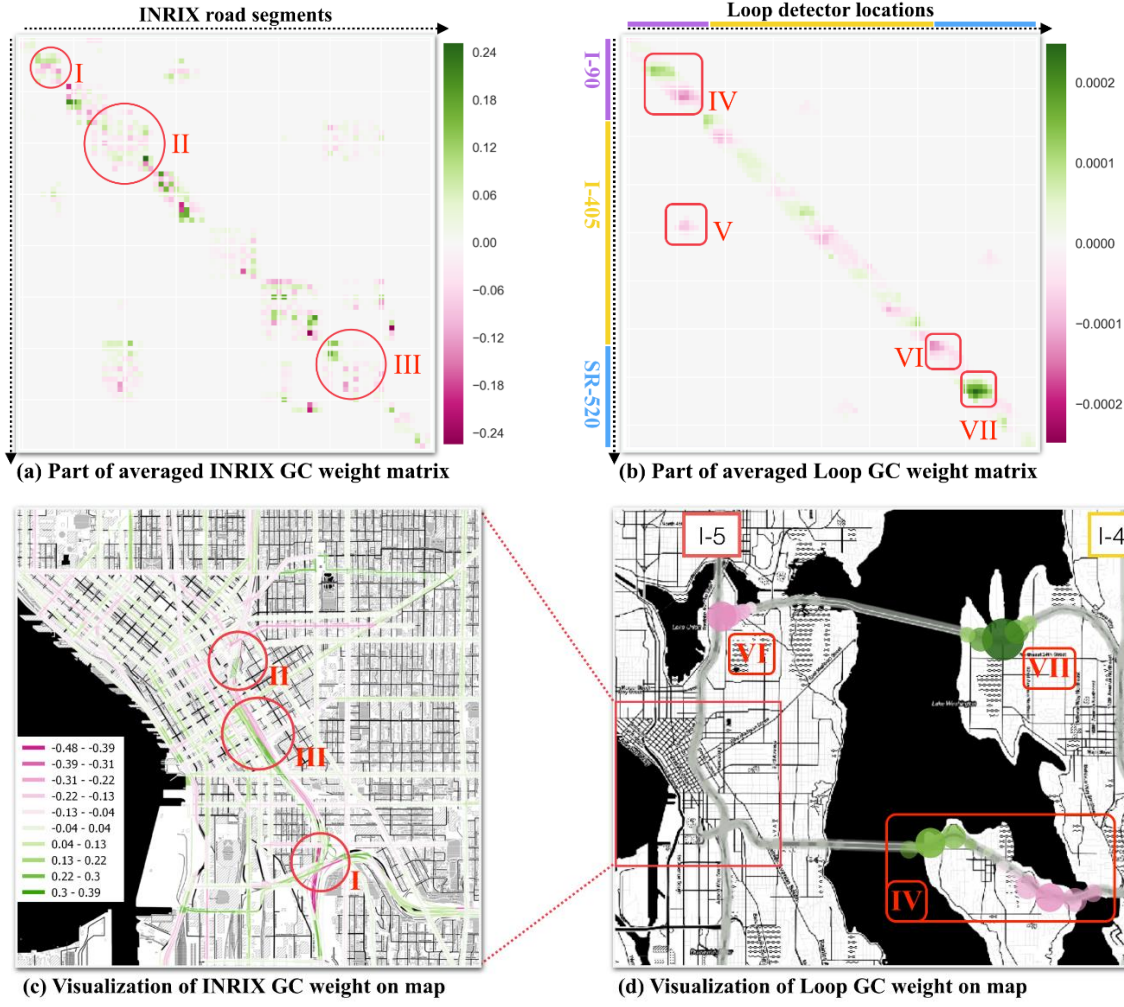 INRIX road segments
Loop detector locations
I
II
III
0.24
0.18
0.12
0.06
0.00
−0.06
−0.12
−0.18
−0.24
I-90
I-405
SR-520
IV
V
VI
VII
0.0002
0.0001
0.0000
−0.0001
−0.0002
(a) Part of averaged INRIX GC weight matrix
(b) Part of averaged Loop GC weight matrix
II
III
I
-0.48 - -0.39
-0.39 - -0.31
-0.31 - -0.22
-0.22 - -0.13
-0.13 - -0.04
-0.04 - 0.04
0.04 - 0.13
0.13 - 0.22
0.22 - 0.3
0.3 - 0.39
I-5
I-4
Lake Union
VI
VII
Lake Washington
IV
(c) Visualization of INRIX GC weight on map
(d) Visualization of Loop GC weight on map